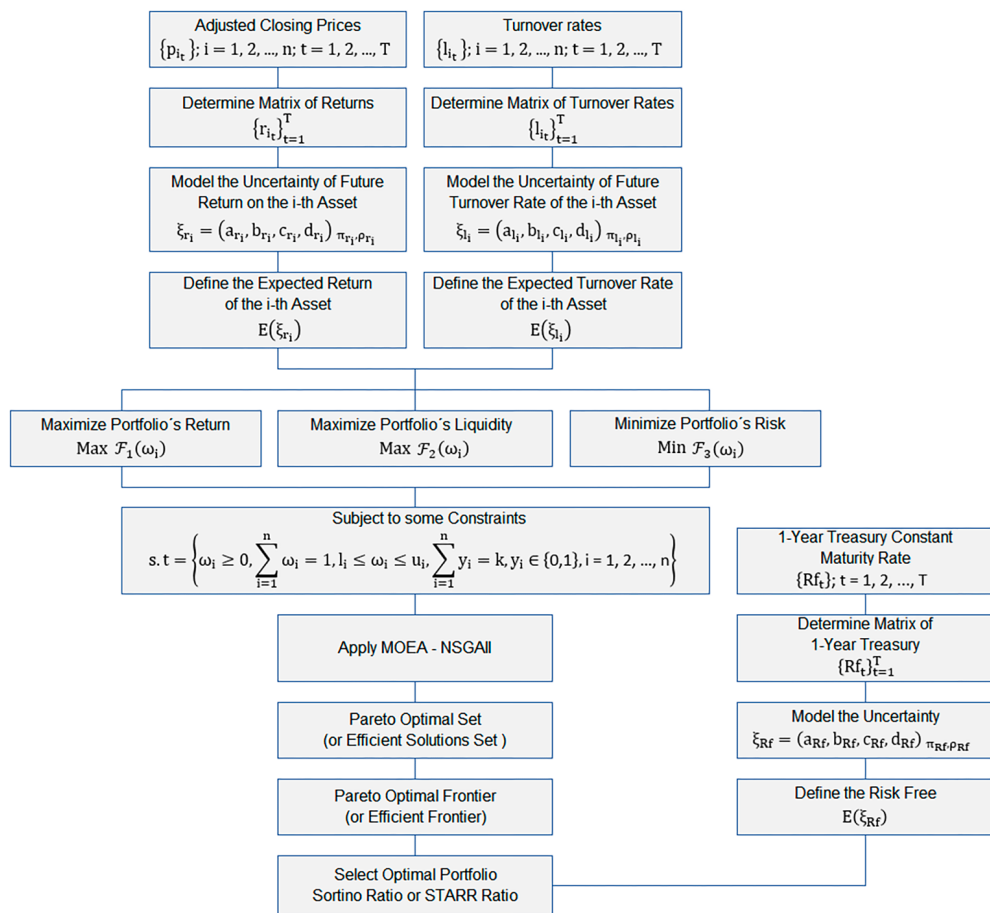 Adjusted Closing Prices
{p_{i_t}}; i = 1, 2, ..., n; t = 1, 2, ..., T
Turnover rates
{l_{i_t}}; i = 1, 2, ..., n; t = 1, 2, ..., T
Determine Matrix of Returns
{r_{i_t}}_{t=1}^{T}
Determine Matrix of Turnover Rates
{l_{i_t}}_{t=1}^{T}
Model the Uncertainty of Future
Return on the i-th Asset
ξ_{r_i} = (a_{r_i}, b_{r_i}, c_{r_i}, d_{r_i})_{π_{r_i}, ρ_{r_i}}
Model the Uncertainty of Future
Turnover Rate of the i-th Asset
ξ_{l_i} = (a_{l_i}, b_{l_i}, c_{l_i}, d_{l_i})_{π_{l_i}, ρ_{l_i}}
Define the Expected Return
of the i-th Asset
E(ξ_{r_i})
Define the Expected Turnover Rate
of the i-th Asset
E(ξ_{l_i})
Maximize Portfolio´s Return
Max ℱ₁(ω_i)
Maximize Portfolio´s Liquidity
Max ℱ₂(ω_i)
Minimize Portfolio´s Risk
Min ℱ₃(ω_i)
Subject to some Constraints
s.t = {ω_i ≥ 0, ∑_{i=1}^{n} ω_i = 1, l_i ≤ ω_i ≤ u_i, ∑_{i=1}^{n} y_i = k, y_i ∈ {0,1}, i = 1, 2, ..., n}
1-Year Treasury Constant
Maturity Rate
{Rf_t}; t = 1, 2, ..., T
Apply MOEA - NSGAII
Determine Matrix of
1-Year Treasury
{Rf_t}_{t=1}^{T}
Pareto Optimal Set
(or Efficient Solutions Set )
Model the Uncertainty
ξ_{Rf} = (a_{Rf}, b_{Rf}, c_{Rf}, d_{Rf})_{π_{Rf}, ρ_{Rf}}
Pareto Optimal Frontier
(or Efficient Frontier)
Define the Risk Free
E(ξ_{Rf})
Select Optimal Portfolio
Sortino Ratio or STARR Ratio